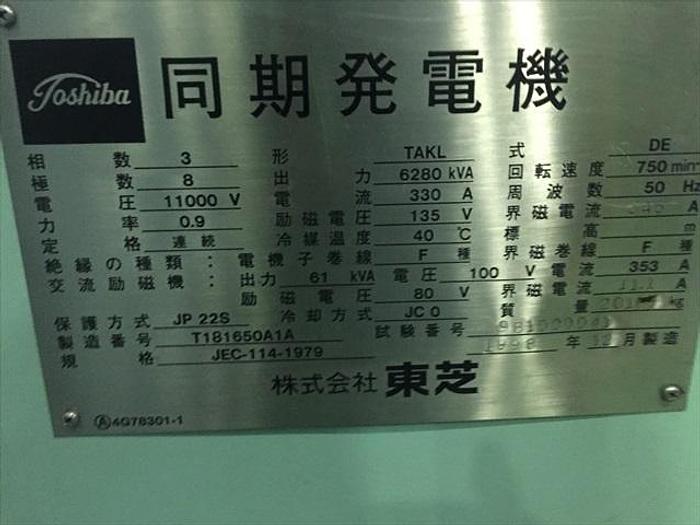 Toshiba
同期発電機
相数 3 形 TAKL 式 DE
極数 8 出力 6280 kVA 回転速度 750 min
電圧 11000 V 電流 330 A 周波数 50 Hz
力率 0.9 励磁電圧 135 V 界磁電流 A
定格 連続 冷媒温度 40 ℃ 標高 m
絶縁の種類: 電機子巻線 F 種 界磁巻線 F 種
交流励磁機: 出力 61 kVA 電圧 100 V 電流 353 A
励磁電圧 80 V 界磁電流 A
保護方式 JP 22S 冷却方式 JC 0 質量 kg
製造番号 T181650A1A 試験番号
規格 JEC-114-1979 年 月製造
株式会社 東芝
Ⓐ4G78301-1